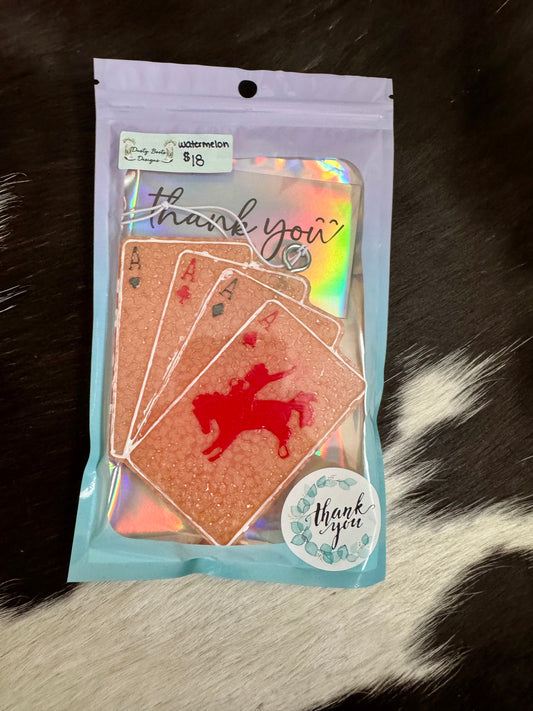 Dusty Boots
Designs
watermelon
$18
thank you
A
A
A
A
thank
you